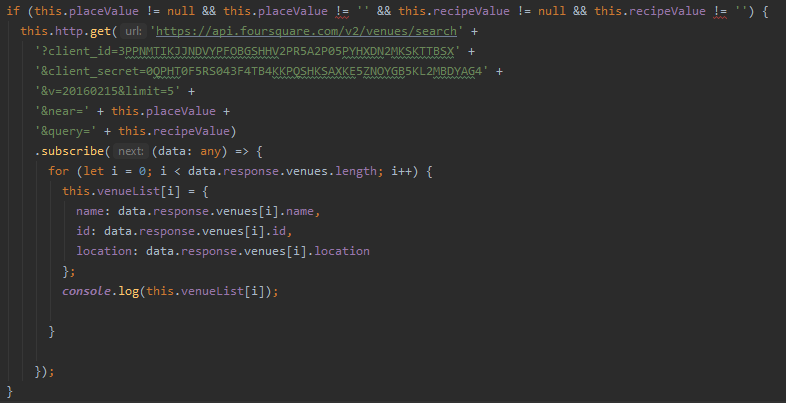 if (this.placeValue != null && this.placeValue != '' && this.recipeValue != null && this.recipeValue != '') {
this.http.get( url: 'https://api.foursquare.com/v2/venues/search' +
'?client_id=3PPNMTIKJJNDVYPFOBGSHHV2PR5A2P05PYHXDN2MKSKTTBSX' +
'&client_secret=0QPHT0F5RS043F4TB4KKPQSHKSAXKE5ZNOYGB5KL2MBDYAG4' +
'&v=20160215&limit=5' +
'&near=' + this.placeValue +
'&query=' + this.recipeValue)
.subscribe( next: (data: any) => {
for (let i = 0; i < data.response.venues.length; i++) {
this.venueList[i] = {
name: data.response.venues[i].name,
id: data.response.venues[i].id,
location: data.response.venues[i].location
};
console.log(this.venueList[i]);
}
});
}